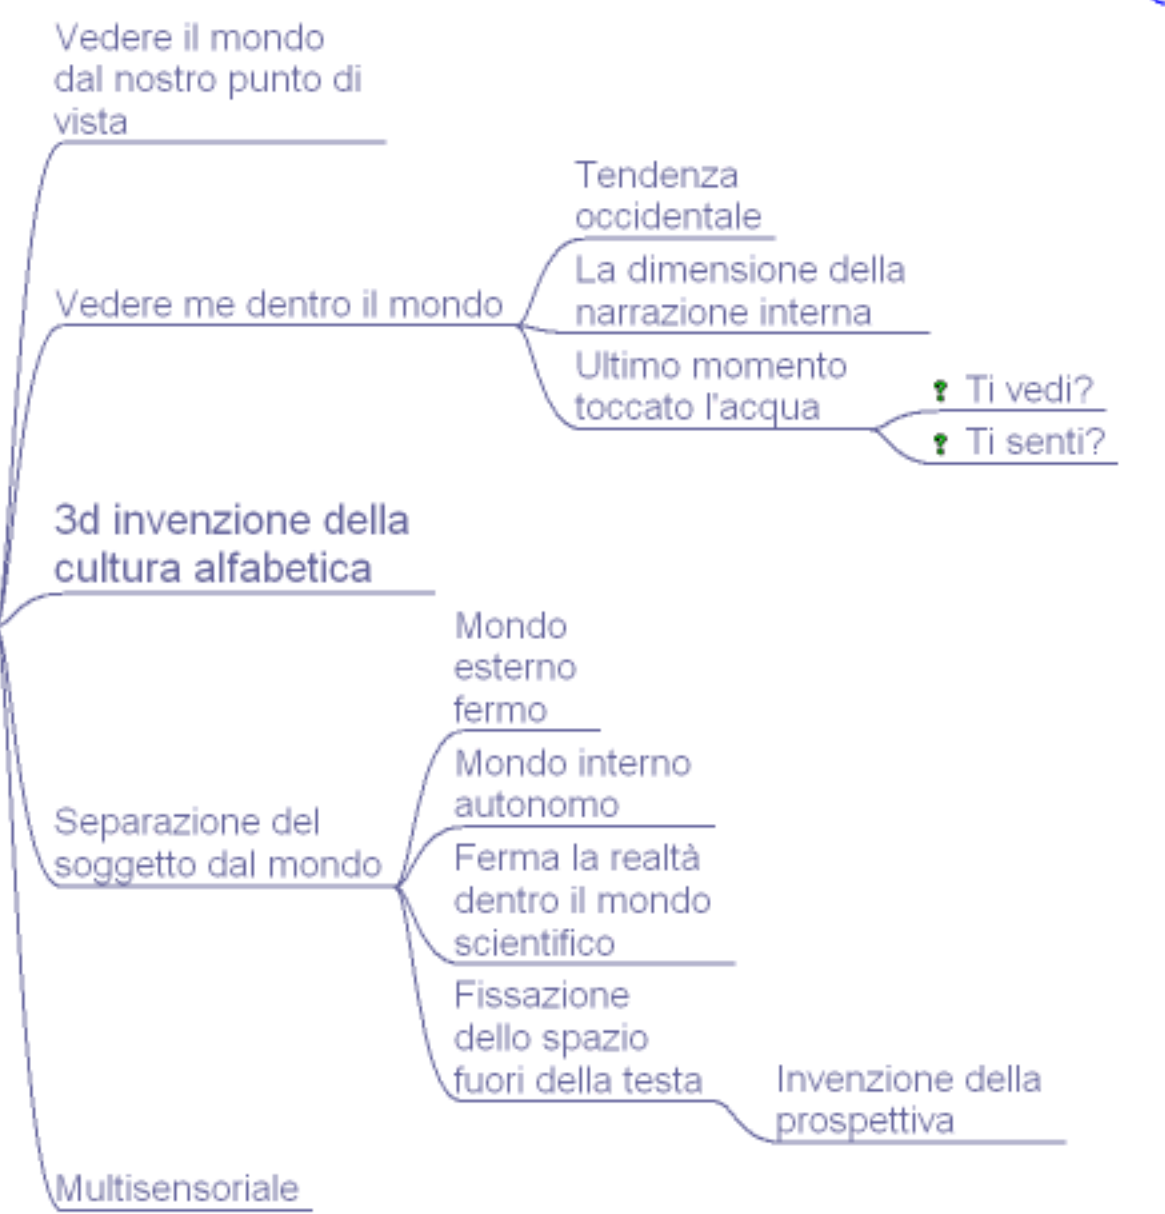 Vedere il mondo
dal nostro punto di
vista
Vedere me dentro il mondo
Tendenza
occidentale
La dimensione della
narrazione interna
Ultimo momento
toccato l'acqua
Ti vedi?
Ti senti?
3d invenzione della
cultura alfabetica
Separazione del
soggetto dal mondo
Mondo
esterno
fermo
Mondo interno
autonomo
Ferma la realtà
dentro il mondo
scientifico
Fissazione
dello spazio
fuori della testa
Invenzione della
prospettiva
Multisensoriale